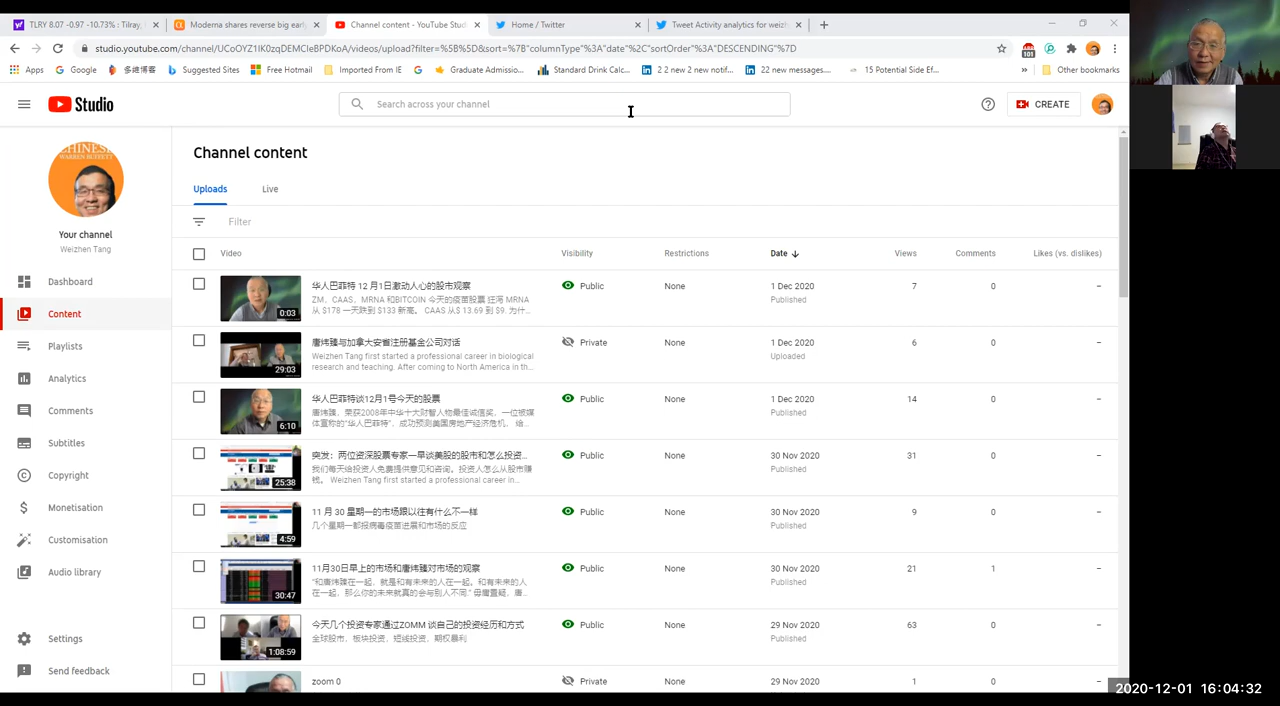 TLRY 8.07 -0.97 -10.73% : Tilray,
Moderna shares reverse big early
Channel content - YouTube Studio
Home / Twitter
Tweet Activity analytics for weizh
studio.youtube.com/channel/UCoOYZ1IK0zqDEMCIeBPDKoA/videos/upload?filter=%5B%5D&sort=%7B"columnType"%3A"date"%2C"sortOrder"%3A"DESCENDING"%7D
Apps
Google
多维博客
Suggested Sites
Free Hotmail
Imported From IE
Graduate Admissio...
Standard Drink Calc...
2 2 new 2 new notif...
22 new messages....
15 Potential Side Ef...
»
Other bookmarks
Studio
Search across your channel
CREATE
CHINESE
WARREN BUFFETT
Your channel
Weizhen Tang
Dashboard
Content
Playlists
Analytics
Comments
Subtitles
Copyright
Monetisation
Customisation
Audio library
Settings
Send feedback
Channel content
Uploads
Live
Filter
Video
Visibility
Restrictions
Date
Views
Comments
Likes (vs. dislikes)
0:03
华人巴菲特 12 月1日激动人心的股市观察
ZM, CAAS, MRNA 和BITCOIN 今天的疫苗股票 狂泻 MRNA
从 $178 一天跌到 $133 新高。 CAAS 从$ 13.69 到 $9. 为什...
Public
None
1 Dec 2020
Published
7
0
–
29:03
唐炜臻与加拿大安省注册基金公司对话
Weizhen Tang first started a professional career in biological
research and teaching. After coming to North America in th...
Private
None
1 Dec 2020
Uploaded
6
0
–
6:10
华人巴菲特谈12月1号今天的股票
唐炜臻，荣获2008年中华十大财智人物最佳诚信奖，一位被媒
体宣称的"华人巴菲特"，成功预测美国房地产经济危机， 给...
Public
None
1 Dec 2020
Published
14
0
–
25:38
突发：两位资深股票专家一早谈美股的股市和怎么投资...
我们每天给投资人免费提供意见和咨询。投资人怎么从股市赚
钱。 Weizhen Tang first started a professional career in...
Public
None
30 Nov 2020
Published
31
0
–
4:59
11 月 30 星期一的市场跟以往有什么不一样
几个星期一都报病毒疫苗进展和市场的反应
Public
None
30 Nov 2020
Published
9
0
–
30:47
11月30日早上的市场和唐炜臻对市场的观察
"和唐炜臻在一起，就是和有未来的人在一起。和有未来的人
在一起，那么你的未来就真的会与别人不同." 毋庸置疑，唐...
Public
None
30 Nov 2020
Published
21
1
–
1:08:59
今天几个投资专家通过ZOMM 谈自己的投资经历和方式
全球股市，板块投资，短线投资，期权暴利
Public
None
29 Nov 2020
Published
63
0
–
zoom 0
Private
None
29 Nov 2020
1
0
–
2020-12-01 16:04:32